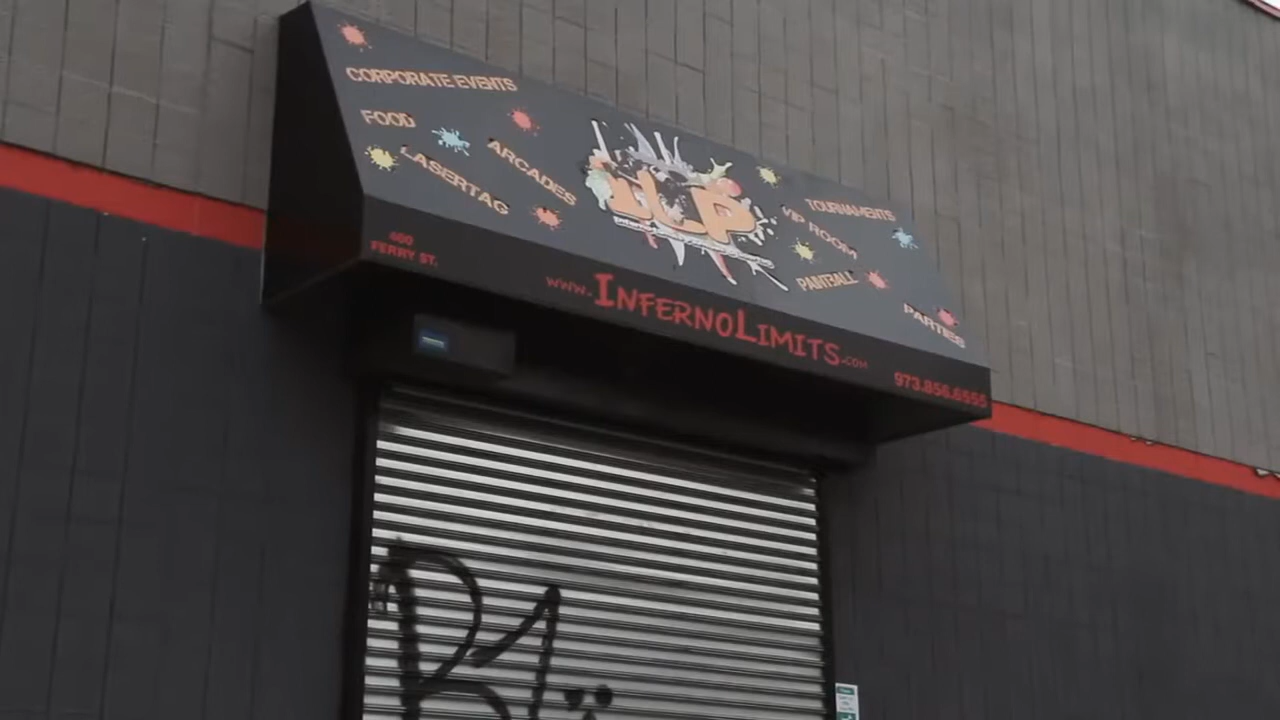 CORPORATE EVENTS
FOOD
ARCADES
LASERTAG
ILP
TOURNAMENTS
VIP ROOM
PAINTBALL
PARTIES
460
FERRY ST.
www.INFERNOLIMITS.com
973.856.6555